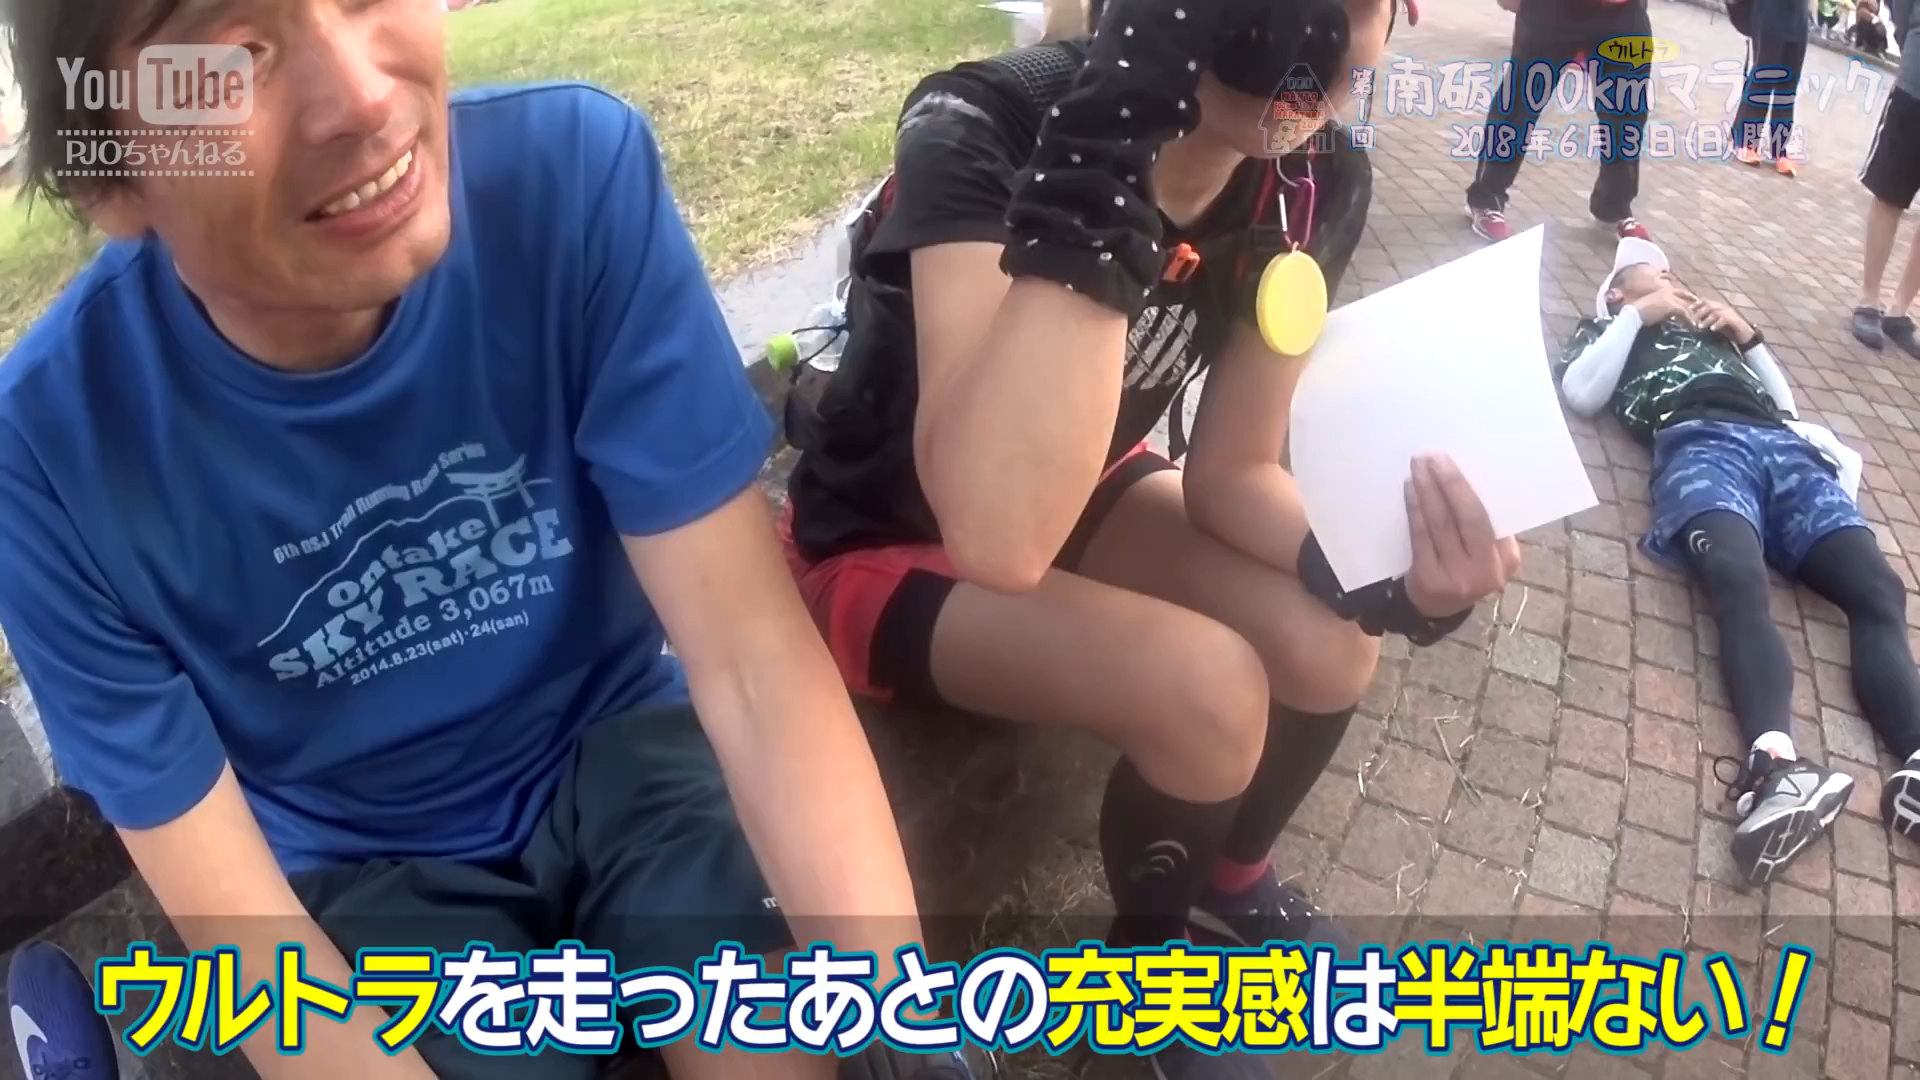 YouTube
PJOちゃんねる
第1回
ウルトラ
南砺100kmマラニック
2018年6月3日(日)開催
6th OSJ Trail Running Race Series
Ontake
SKY RACE
Altitude 3,067m
2014.8.23(sat)・24(san)
ウルトラを走ったあとの充実感は半端ない!